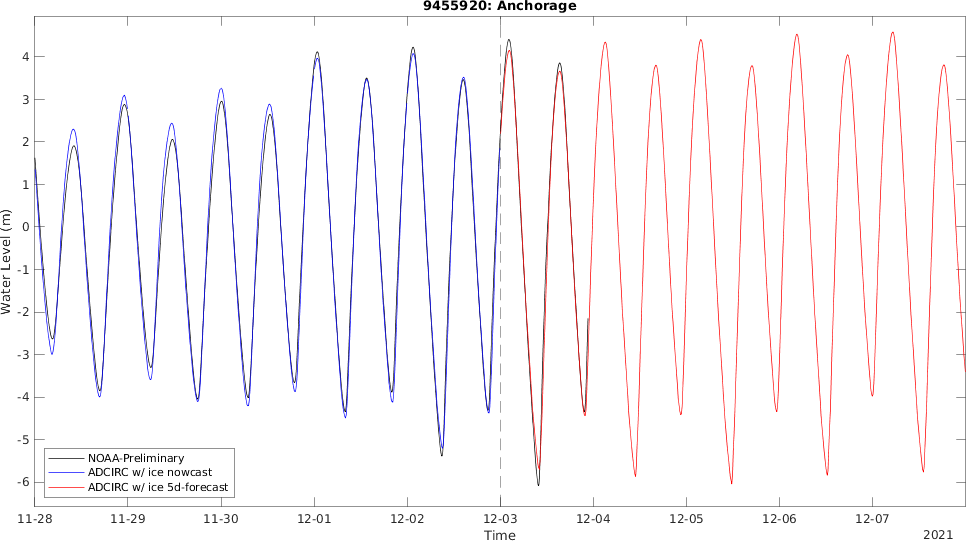 9455920: Anchorage
4
3
2
1
0
-1
-2
-3
-4
-5
-6
Water Level (m)
NOAA-Preliminary
ADCIRC w/ ice nowcast
ADCIRC w/ ice 5d-forecast
11-28 11-29 11-30 12-01 12-02 12-03 12-04 12-05 12-06 12-07
Time
2021